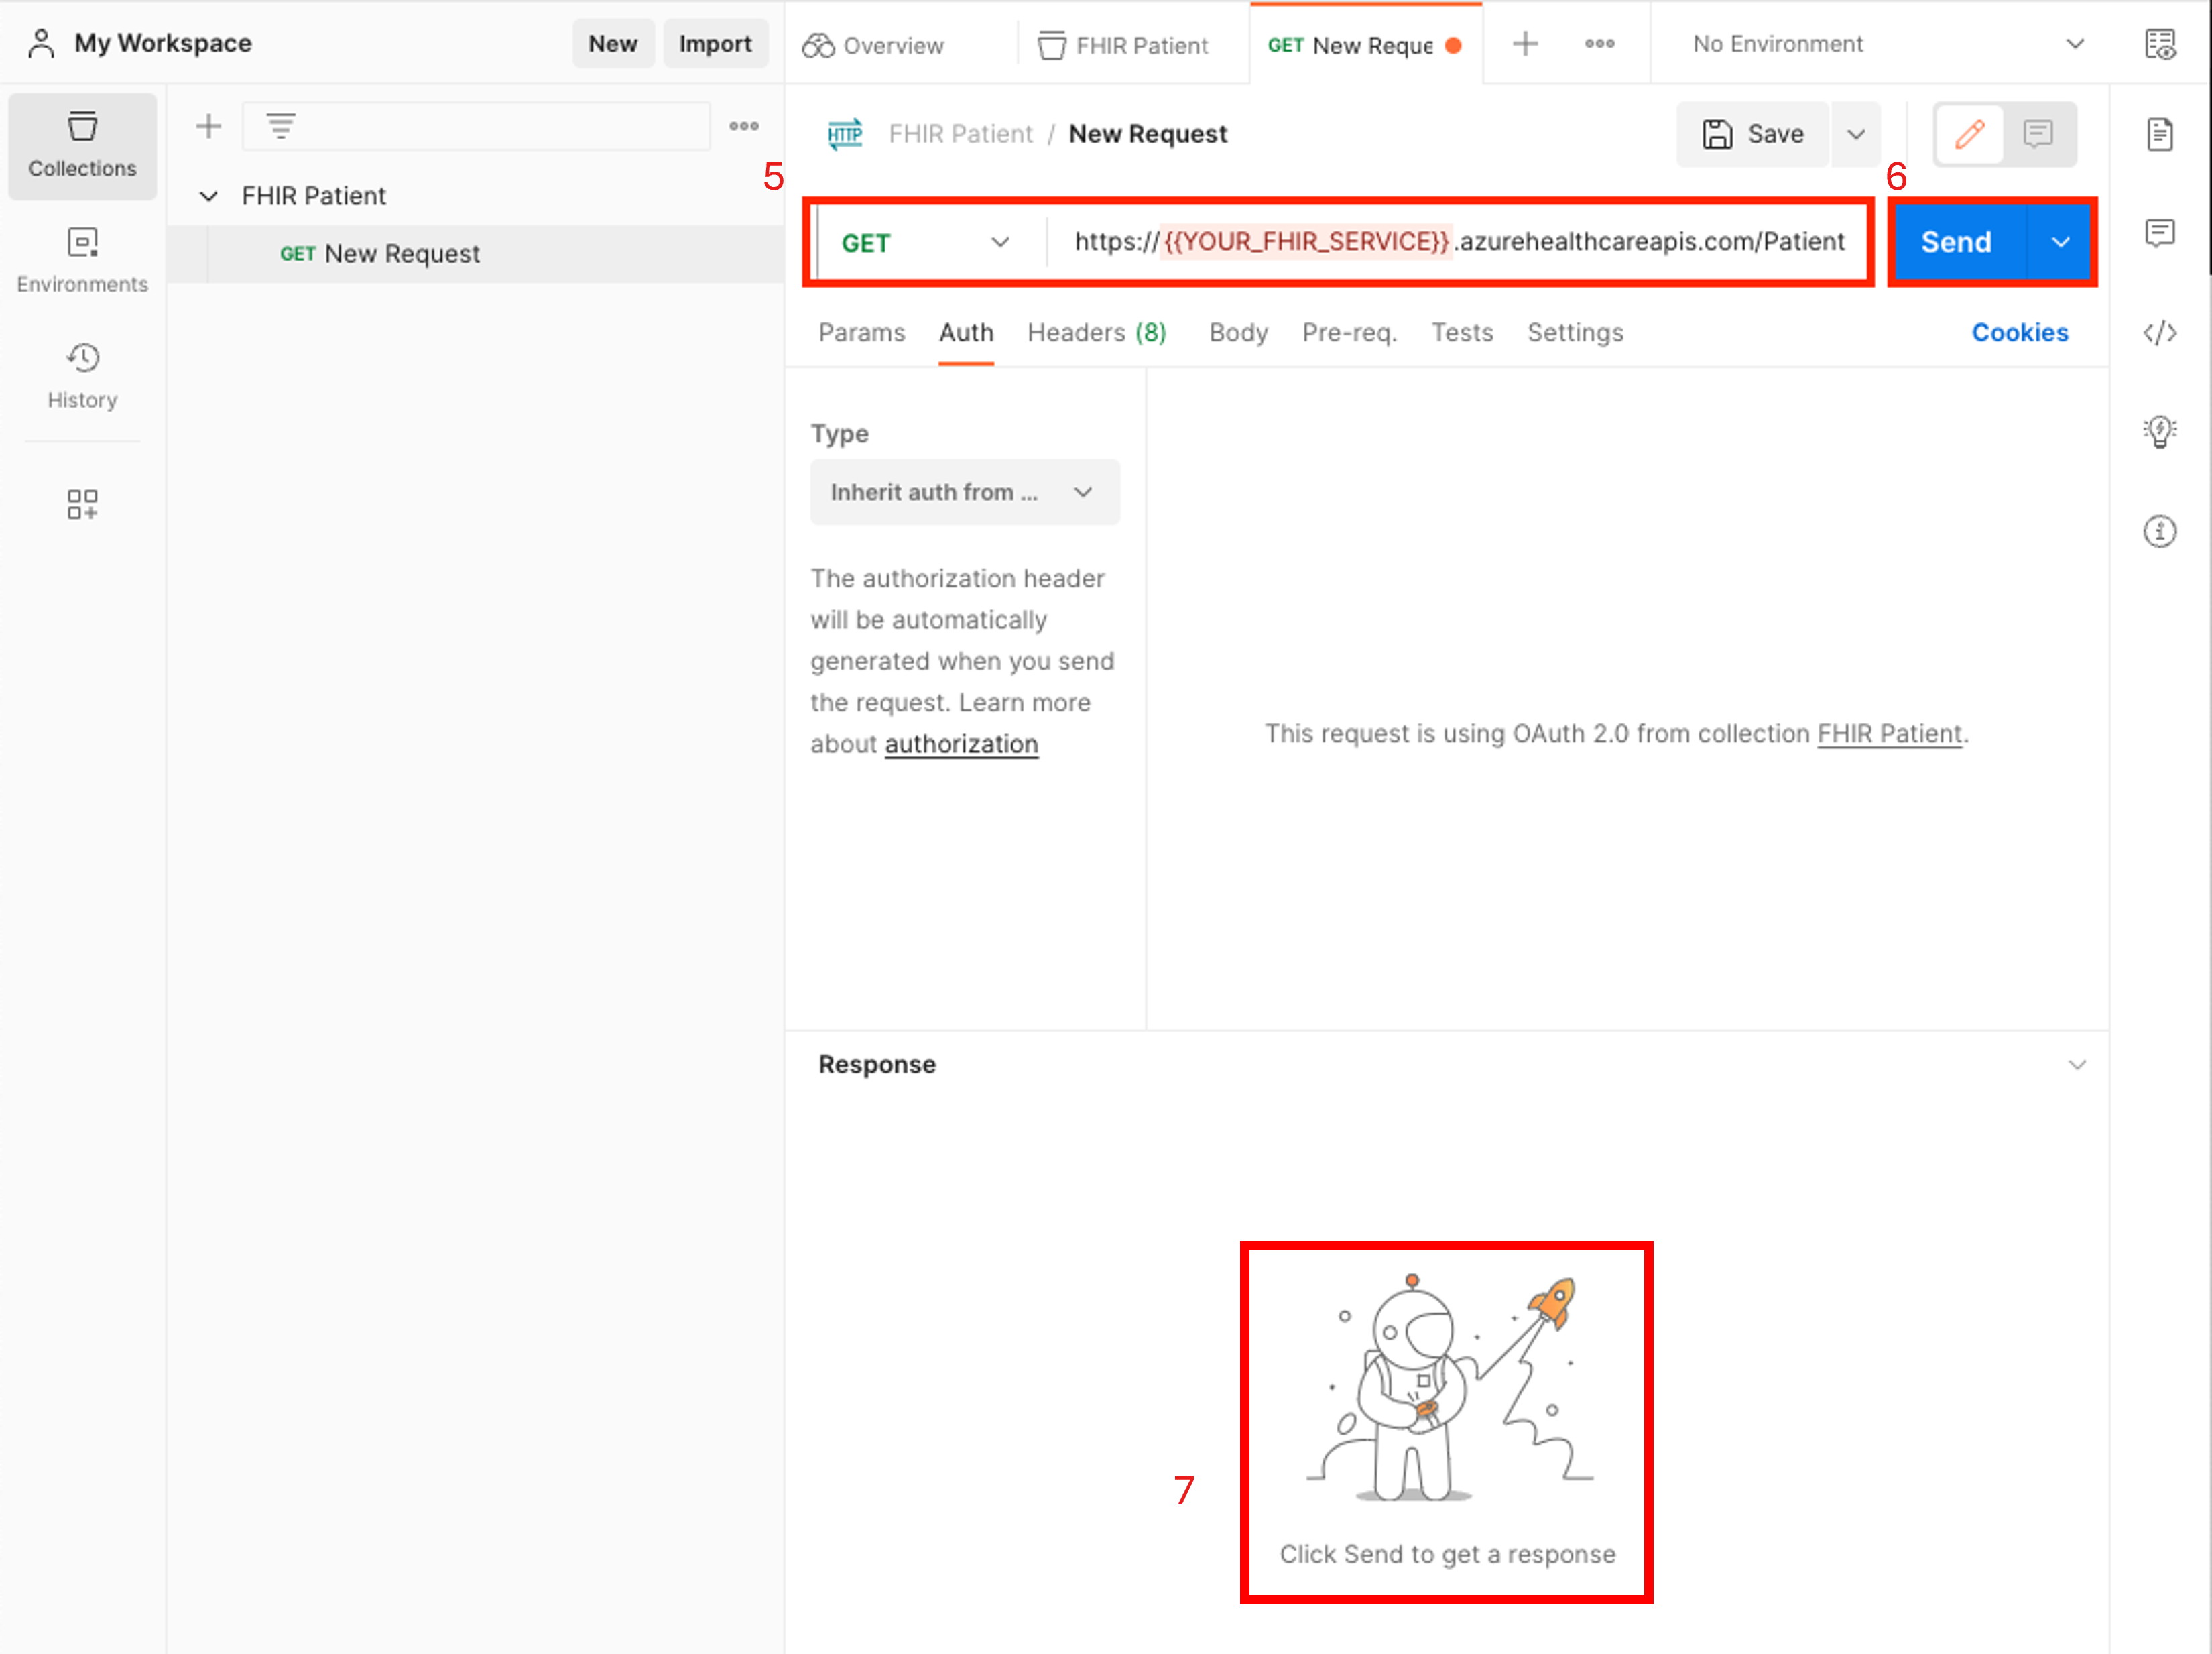 My Workspace
New
Import
Overview
FHIR Patient
GET New Reque
No Environment
Collections
FHIR Patient
GET New Request
Environments
History
HTTP
FHIR Patient / New Request
Save
5
6
GET
https://{{YOUR_FHIR_SERVICE}}.azurehealthcareapis.com/Patient
Send
Params
Auth
Headers (8)
Body
Pre-req.
Tests
Settings
Cookies
Type
Inherit auth from ...
The authorization header
will be automatically
generated when you send
the request. Learn more
about authorization
This request is using OAuth 2.0 from collection FHIR Patient.
Response
7
Click Send to get a response